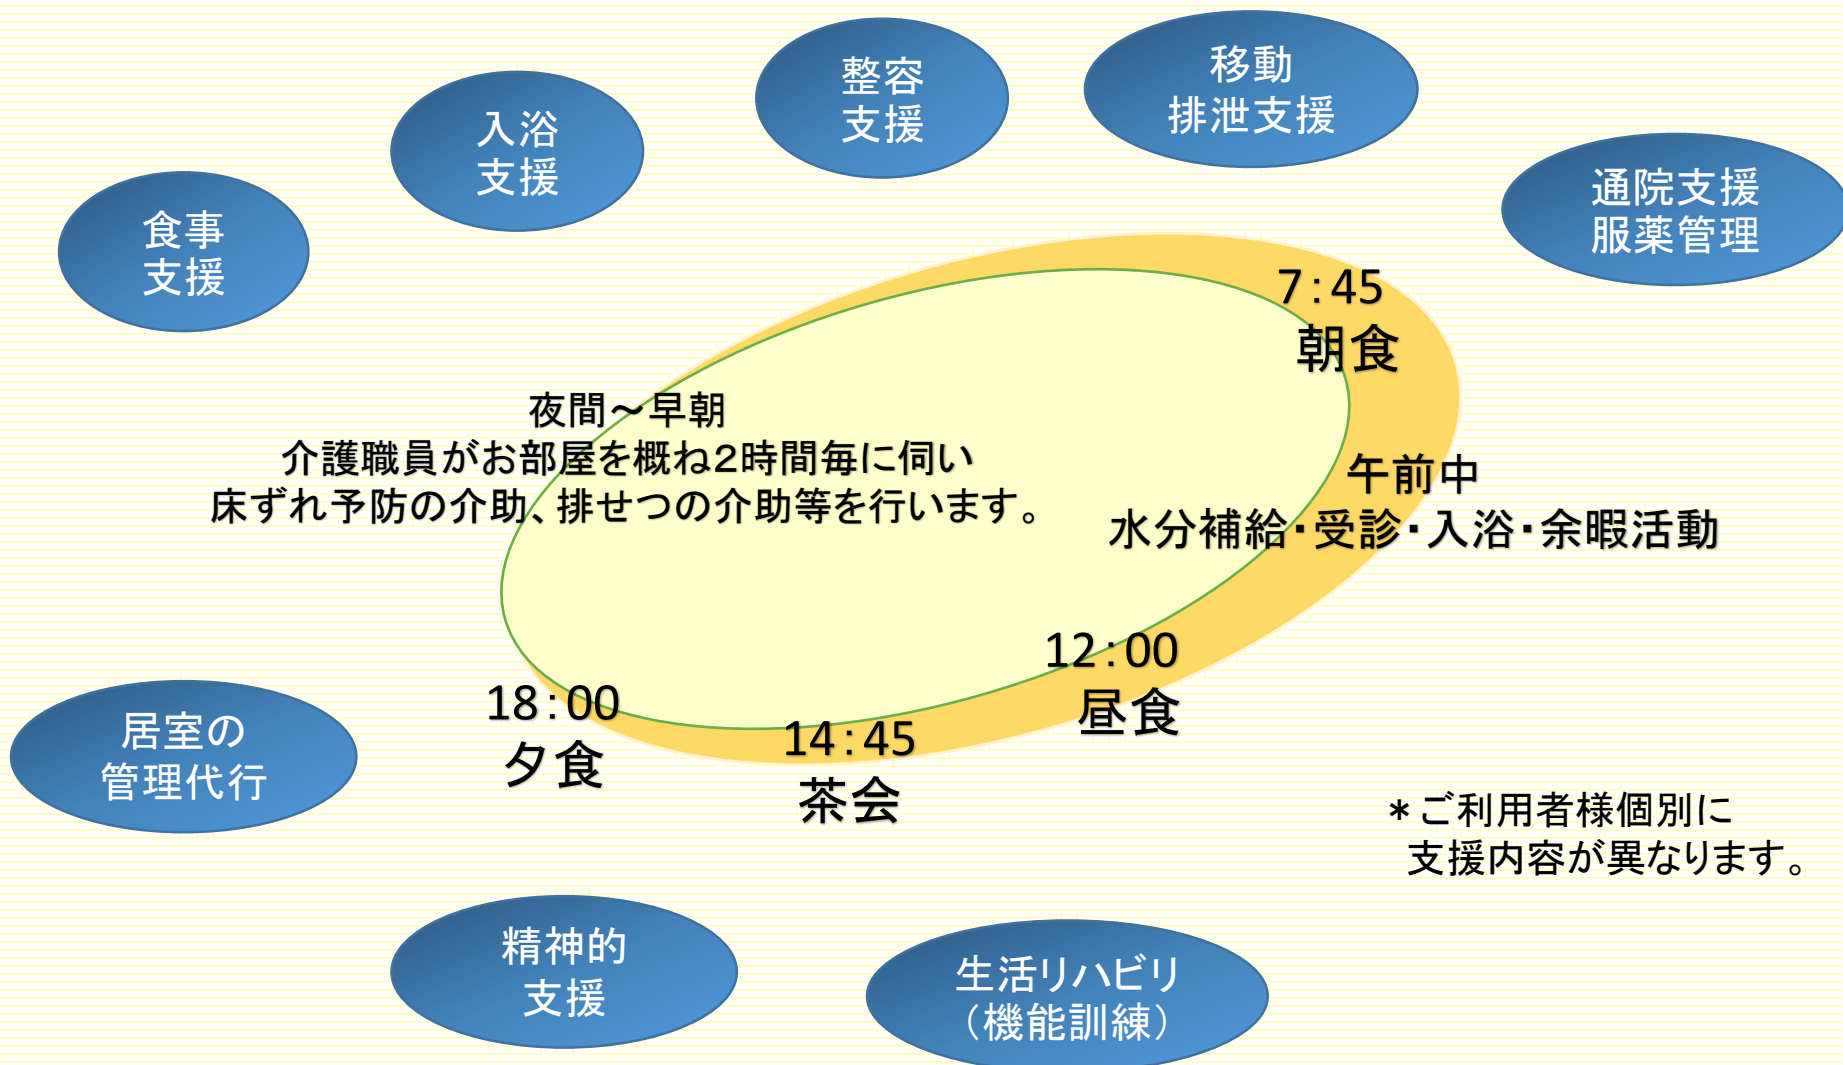 整容
支援
移動
排泄支援
入浴
支援
通院支援
服薬管理
食事
支援
7:45
朝食
夜間～早朝
介護職員がお部屋を概ね２時間毎に伺い
床ずれ予防の介助、排せつの介助等を行います。
午前中
水分補給・受診・入浴・余暇活動
12:00
昼食
18:00
夕食
14:45
茶会
居室の
管理代行
＊ご利用者様個別に
支援内容が異なります。
精神的
支援
生活リハビリ
（機能訓練）